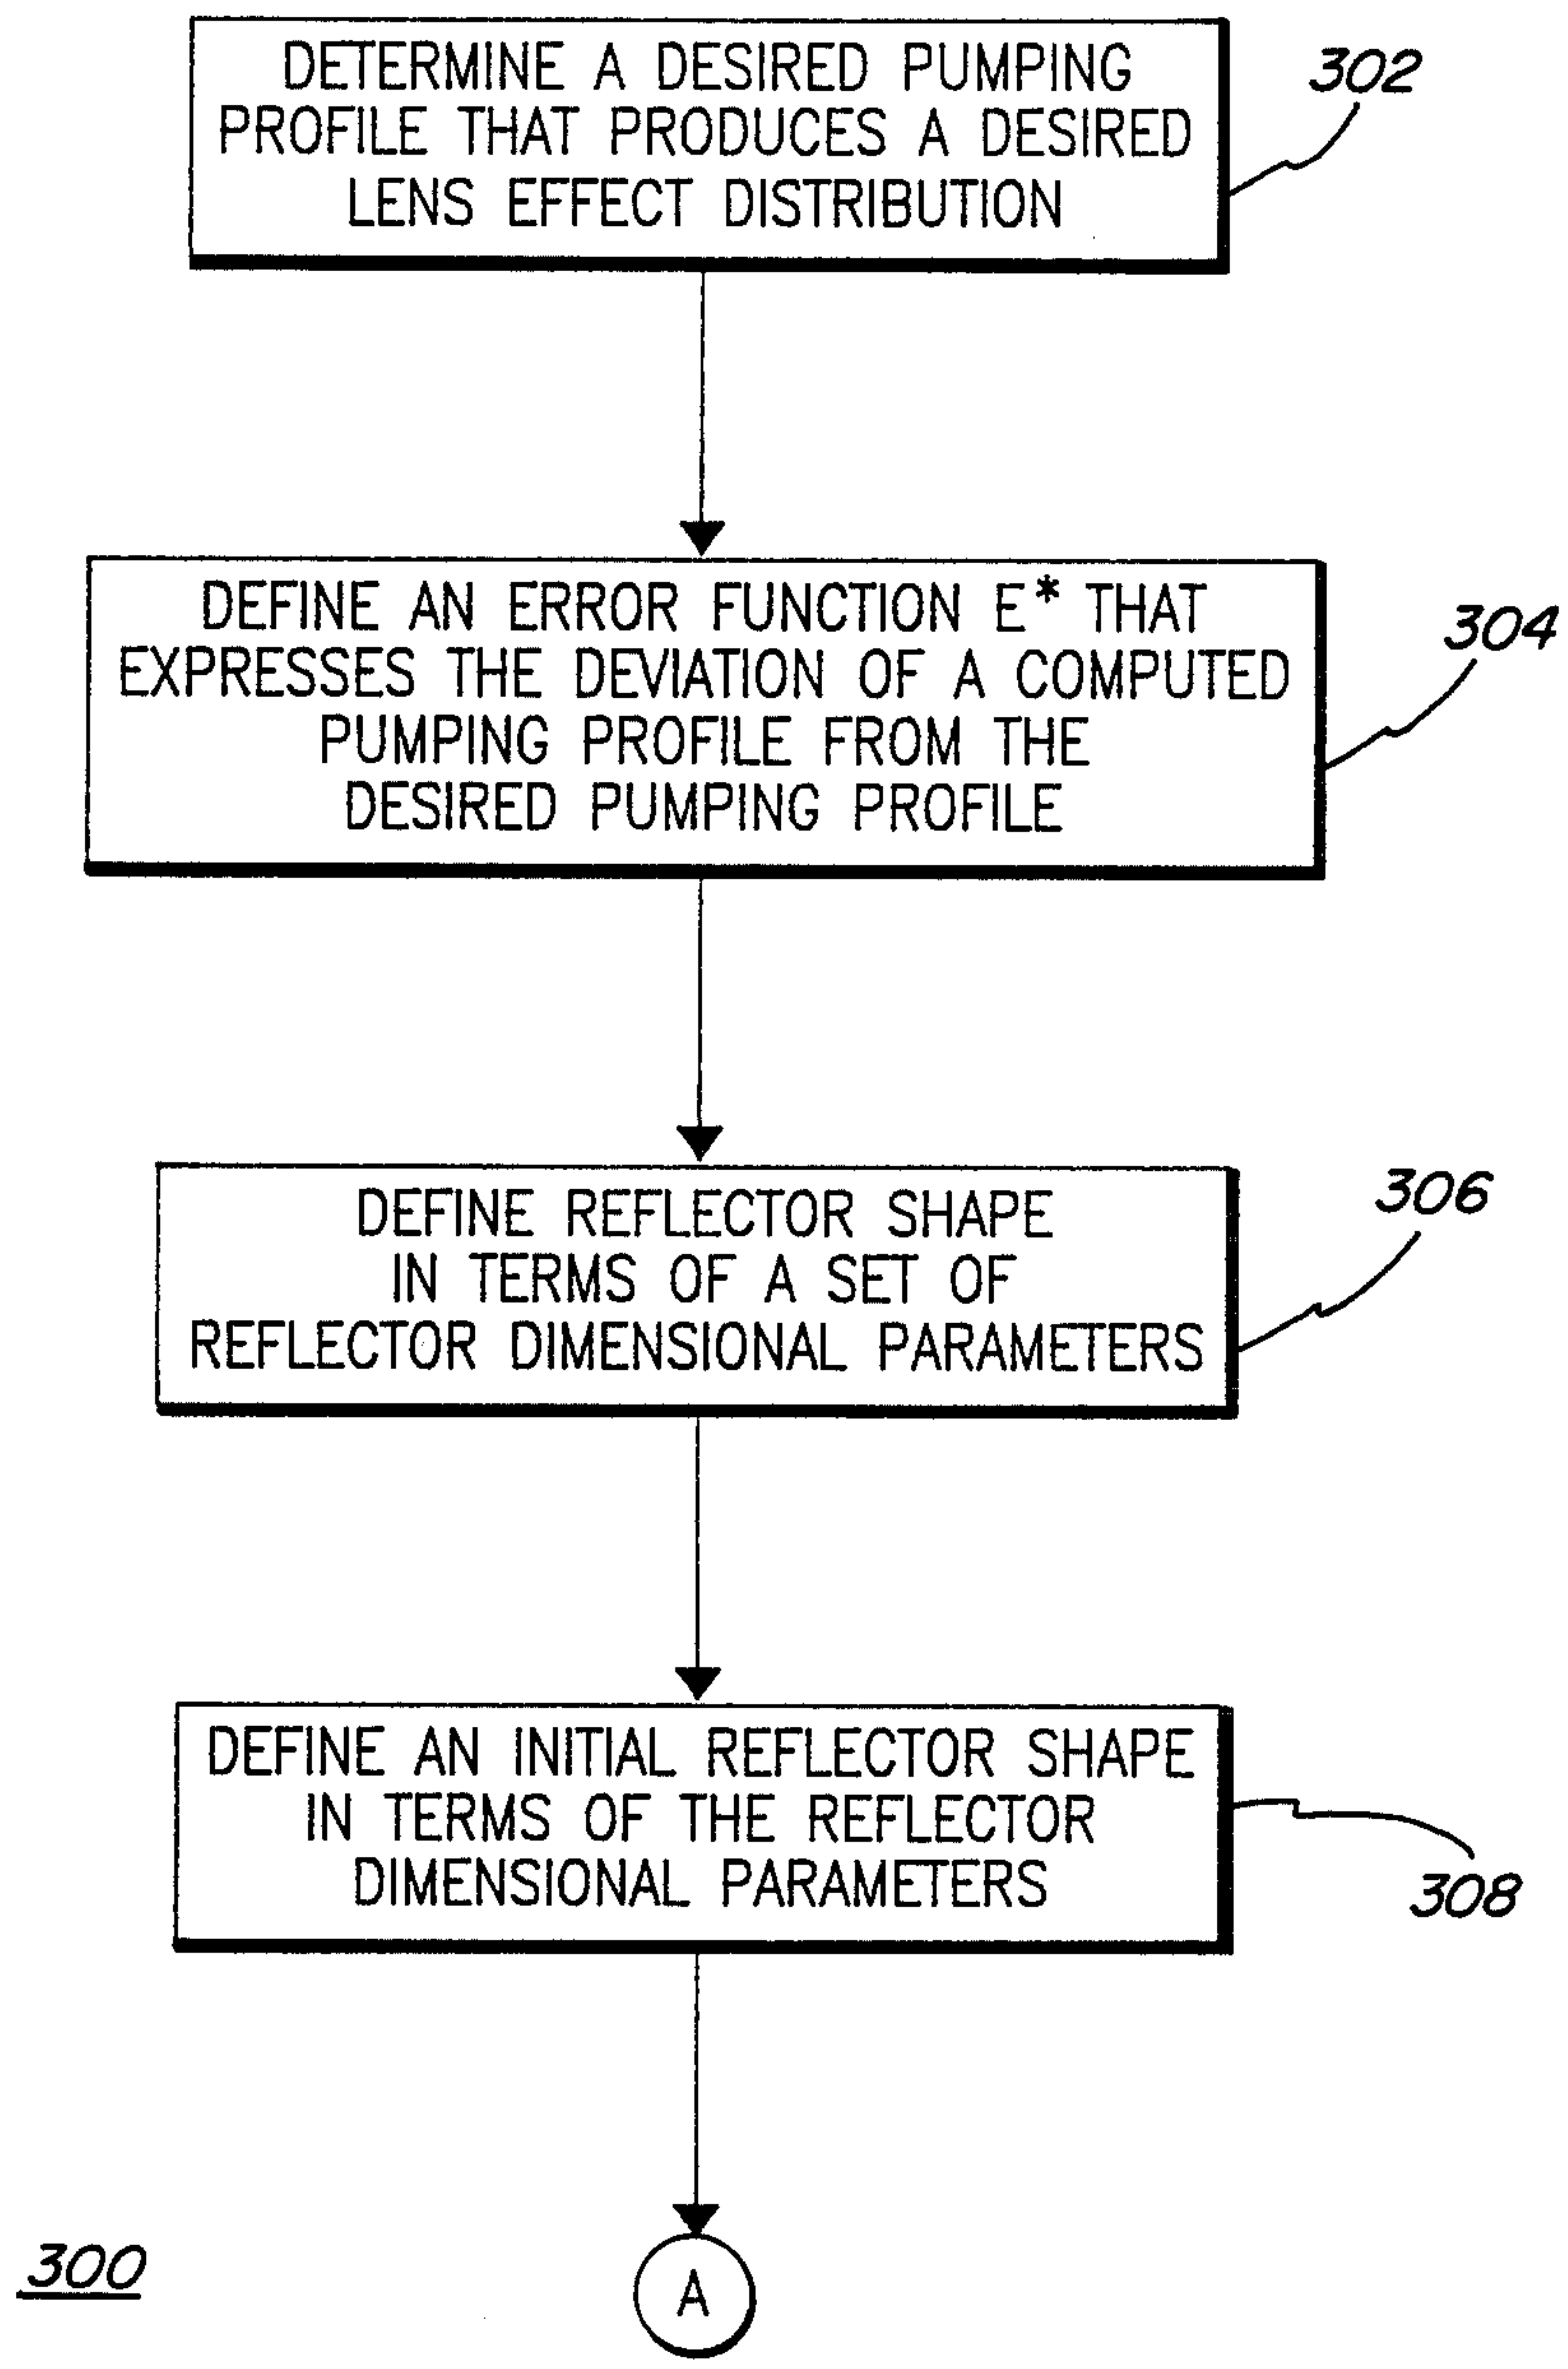 DETERMINE A DESIRED PUMPING
PROFILE THAT PRODUCES A DESIRED
LENS EFFECT DISTRIBUTION
302
DEFINE AN ERROR FUNCTION E* THAT
EXPRESSES THE DEVIATION OF A COMPUTED
PUMPING PROFILE FROM THE
DESIRED PUMPING PROFILE
304
DEFINE REFLECTOR SHAPE
IN TERMS OF A SET OF
REFLECTOR DIMENSIONAL PARAMETERS
306
DEFINE AN INITIAL REFLECTOR SHAPE
IN TERMS OF THE REFLECTOR
DIMENSIONAL PARAMETERS
308
300
A